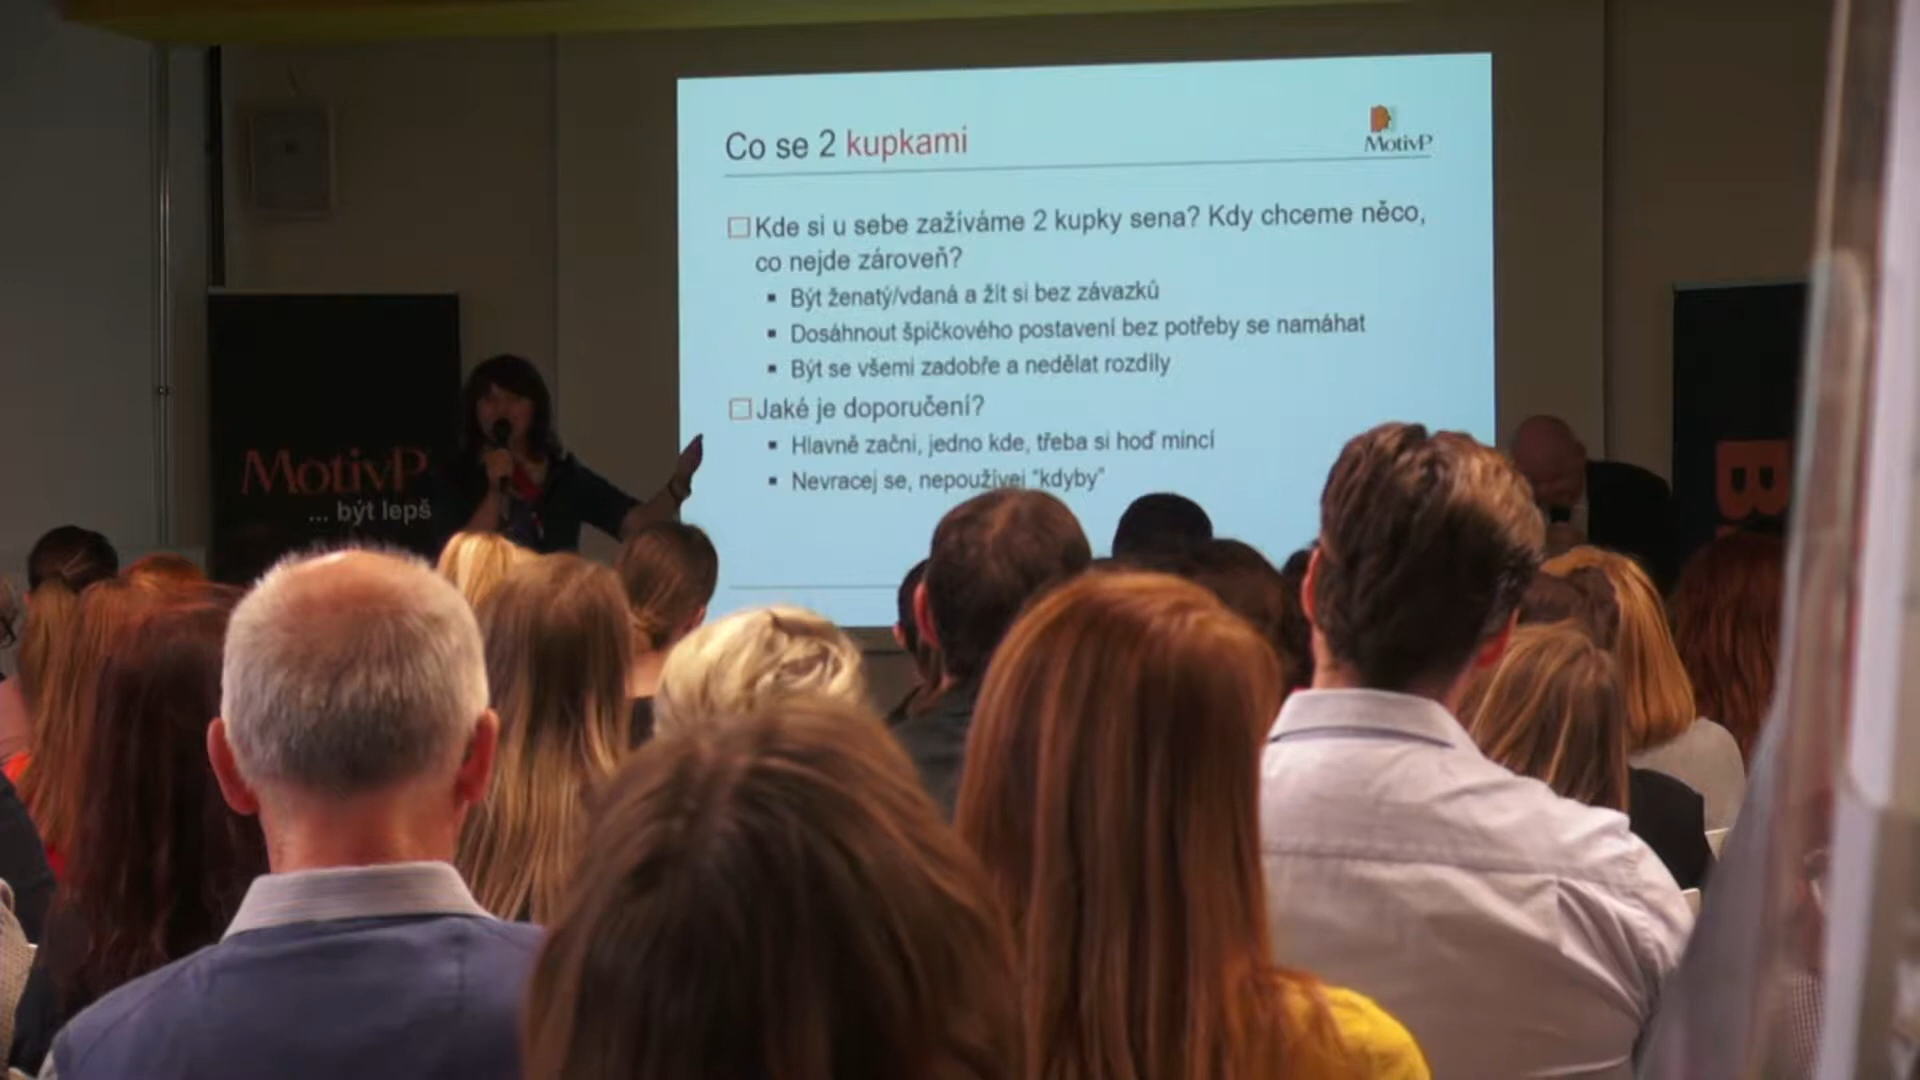 Co se 2 kupkami
MotivP
Kde si u sebe zažíváme 2 kupky sena? Kdy chceme něco,
co nejde zároveň?
Být ženatý/vdaná a žít si bez závazků
Dosáhnout špičkového postavení bez potřeby se namáhat
Být se všemi zadobře a nedělat rozdíly
Jaké je doporučení?
Hlavně začni, jedno kde, třeba si hoď mincí
Nevracej se, nepoužívej "kdyby"
MotivP
... být lepš
B